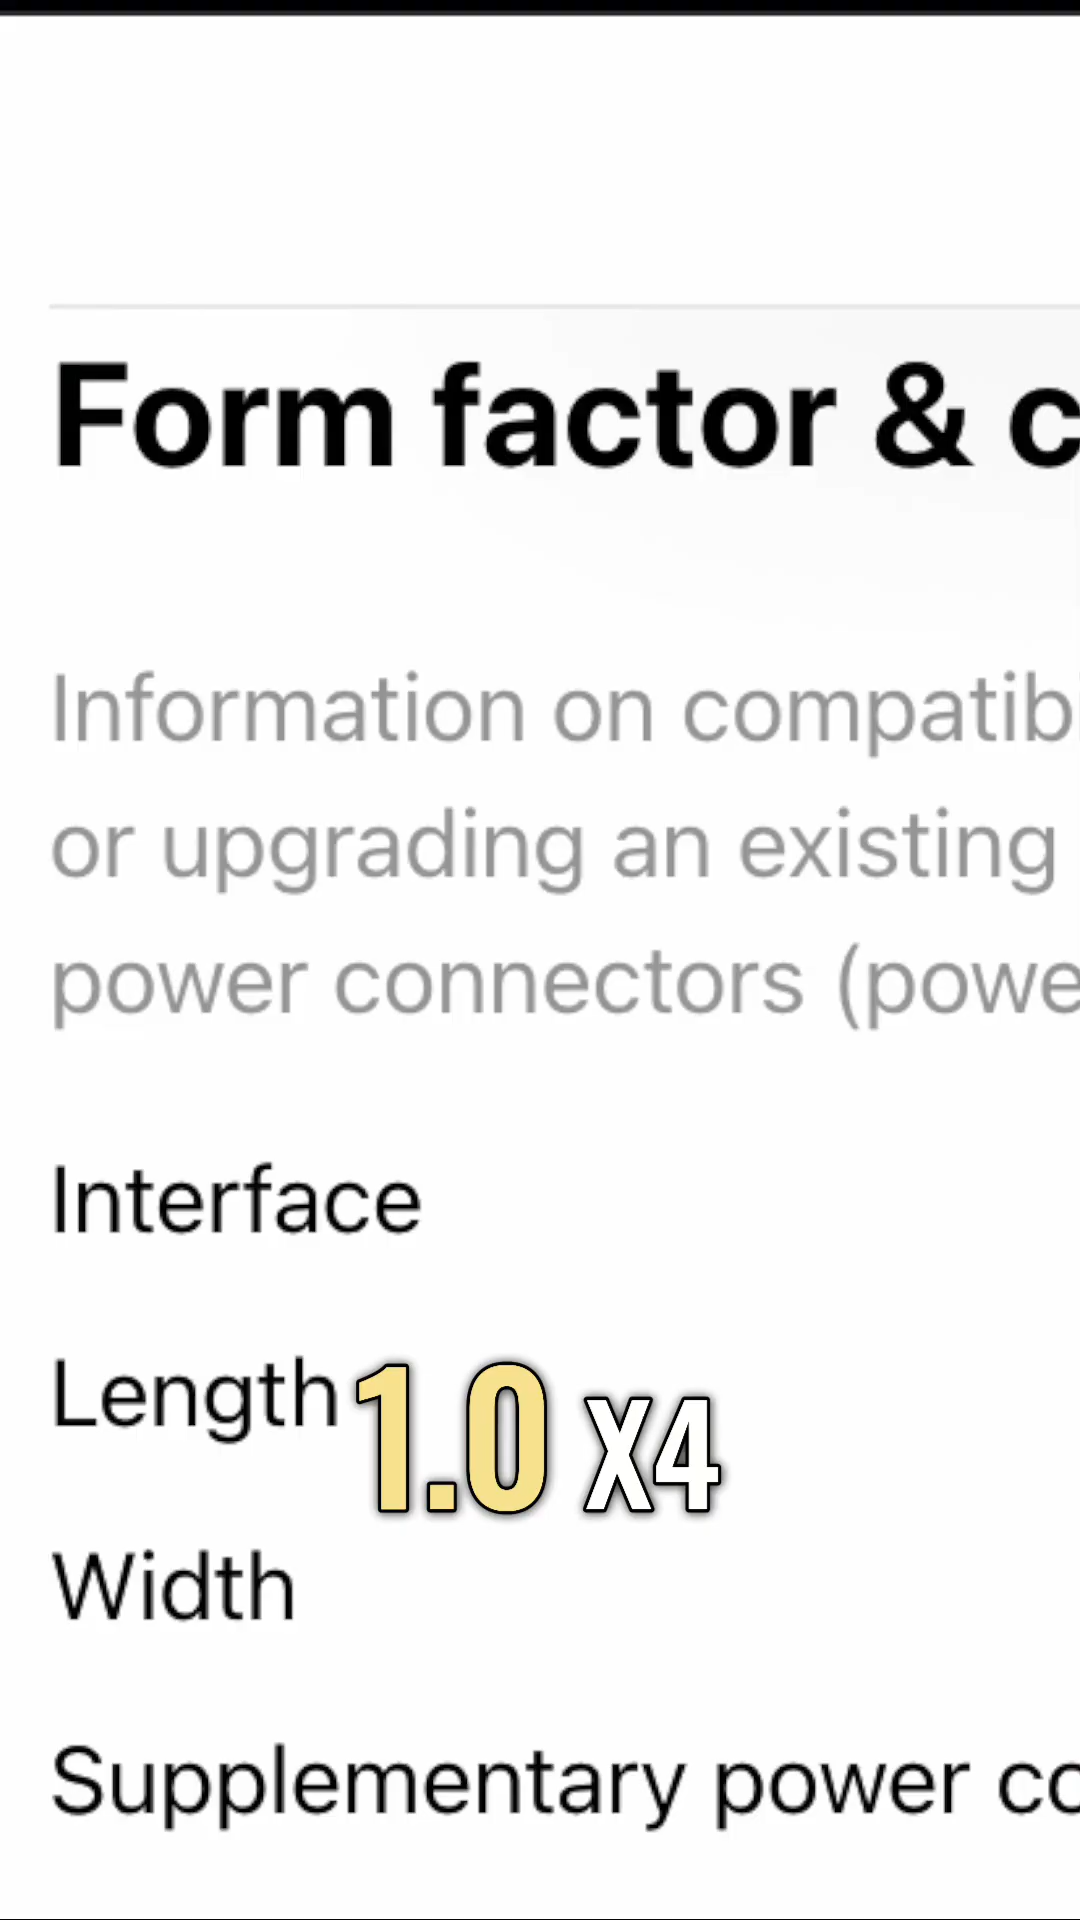 Form factor & c
Information on compatibi
or upgrading an existing
power connectors (powe
Interface
Length
1.0 X4
Width
Supplementary power co